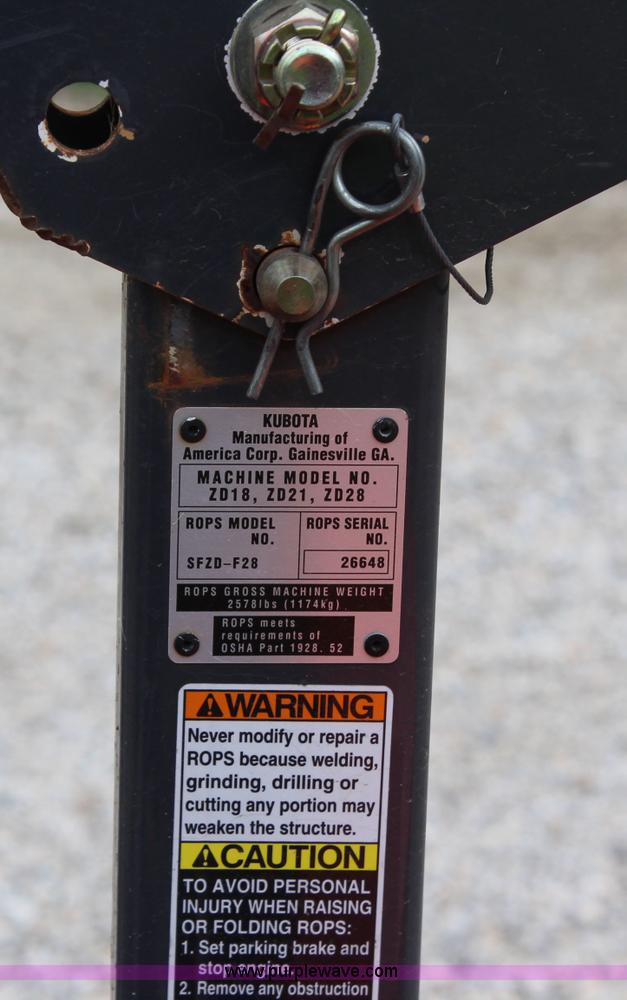 KUBOTA
Manufacturing of
America Corp. Gainesville GA.
MACHINE MODEL NO.
ZD18, ZD21, ZD28
ROPS MODEL
NO.
SFZD-F28
ROPS SERIAL
NO.
26648
ROPS GROSS MACHINE WEIGHT
2578lbs (1174kg)
ROPS meets
requirements of
OSHA Part 1928. 52
WARNING
Never modify or repair a
ROPS because welding,
grinding, drilling or
cutting any portion may
weaken the structure.
CAUTION
TO AVOID PERSONAL
INJURY WHEN RAISING
OR FOLDING ROPS:
1. Set parking brake and
stop
www.purplewave.com
2. Remove any obstruction